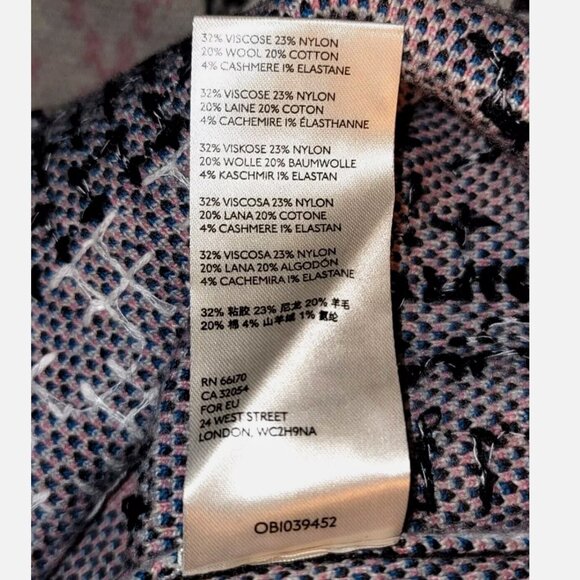 32% VISCOSE 23% NYLON
20% WOOL 20% COTTON
4% CASHMERE 1% ELASTANE
32% VISCOSE 23% NYLON
20% LAINE 20% COTON
4% CACHEMIRE 1% ÉLASTHANNE
32% VISKOSE 23% NYLON
20% WOLLE 20% BAUMWOLLE
4% KASCHMIR 1% ELASTAN
32% VISCOSA 23% NYLON
20% LANA 20% COTONE
4% CASHMERE 1% ELASTANE
32% VISCOSA 23% NYLON
20% LANA 20% ALGODÓN
4% CACHEMIRA 1% ELASTANE
32% 粘胶 23% 尼龙 20% 羊毛
20% 棉 4% 山羊绒 1% 氨纶
RN 66170
CA 32054
FOR EU
24 WEST STREET
LONDON, WC2H9NA
OB1039452